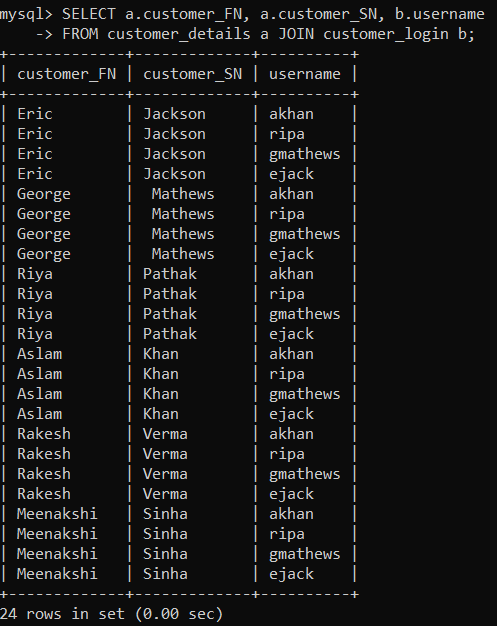 mysql> SELECT a.customer_FN, a.customer_SN, b.username
    -> FROM customer_details a JOIN customer_login b;
+-------------+-------------+----------+
| customer_FN | customer_SN | username |
+-------------+-------------+----------+
| Eric        | Jackson     | akhan    |
| Eric        | Jackson     | ripa     |
| Eric        | Jackson     | gmathews |
| Eric        | Jackson     | ejack    |
| George      |  Mathews    | akhan    |
| George      |  Mathews    | ripa     |
| George      |  Mathews    | gmathews |
| George      |  Mathews    | ejack    |
| Riya        | Pathak      | akhan    |
| Riya        | Pathak      | ripa     |
| Riya        | Pathak      | gmathews |
| Riya        | Pathak      | ejack    |
| Aslam       | Khan        | akhan    |
| Aslam       | Khan        | ripa     |
| Aslam       | Khan        | gmathews |
| Aslam       | Khan        | ejack    |
| Rakesh      | Verma       | akhan    |
| Rakesh      | Verma       | ripa     |
| Rakesh      | Verma       | gmathews |
| Rakesh      | Verma       | ejack    |
| Meenakshi   | Sinha       | akhan    |
| Meenakshi   | Sinha       | ripa     |
| Meenakshi   | Sinha       | gmathews |
| Meenakshi   | Sinha       | ejack    |
+-------------+-------------+----------+
24 rows in set (0.00 sec)